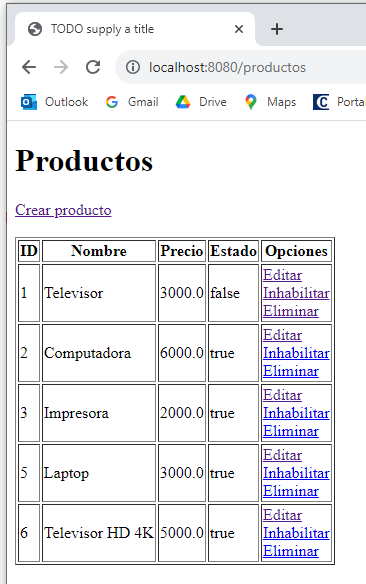 TODO supply a title
localhost:8080/productos
Outlook Gmail Drive Maps Porta
Productos
Crear producto
ID Nombre Precio Estado Opciones
1 Televisor 3000.0 false Editar
Inhabilitar
Eliminar
2 Computadora 6000.0 true Editar
Inhabilitar
Eliminar
3 Impresora 2000.0 true Editar
Inhabilitar
Eliminar
5 Laptop 3000.0 true Editar
Inhabilitar
Eliminar
6 Televisor HD 4K 5000.0 true Editar
Inhabilitar
Eliminar